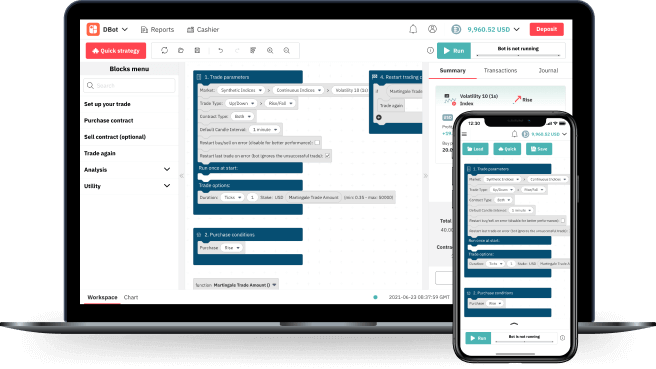 DBot
Reports
Cashier
9,960.52 USD
Deposit
Quick strategy
Run
Bot is not running
Blocks menu
Search
Set up your trade
Purchase contract
Sell contract (optional)
Trade again
Analysis
Utility
1. Trade parameters
Market: Synthetic Indices > Continuous Indices > Volatility 10 (1s)
Trade Type: Up/Down > Rise/Fall
Contract Type: Both
Default Candle Interval: 1 minute
Restart buy/sell on error (disable for better performance):
Restart last trade on error (bot ignores the unsuccessful trade):
Run once at start:
Trade options:
Duration: Ticks 1 Stake: USD Martingale Trade Amount (min: 0.35 - max: 50000)
2. Purchase conditions
Purchase Rise
function Martingale Trade Amount ()
4. Restart trading
Martingale Trade
Trade again
Summary
Transactions
Journal
Volatility 10 (1s)
Index
Rise
Workspace
Chart
2021-06-22 08:37:59 GMT
12:30
9,960.52 USD
Load
Quick
Save
1. Trade parameters
Market: Synthetic Indices > Continuous Indices
Trade Type: Up/Down > Rise/Fall
Contract Type: Both
Default Candle Interval: 1 minute
Restart buy/sell on error (disable for better performance):
Restart last trade on error (bot ignores the unsuccessful trade)
Run once at start:
Trade options:
Duration: Ticks 1 Stake: USD Martingale Trade A
2. Purchase conditions
Purchase Rise
Run
Bot is not running